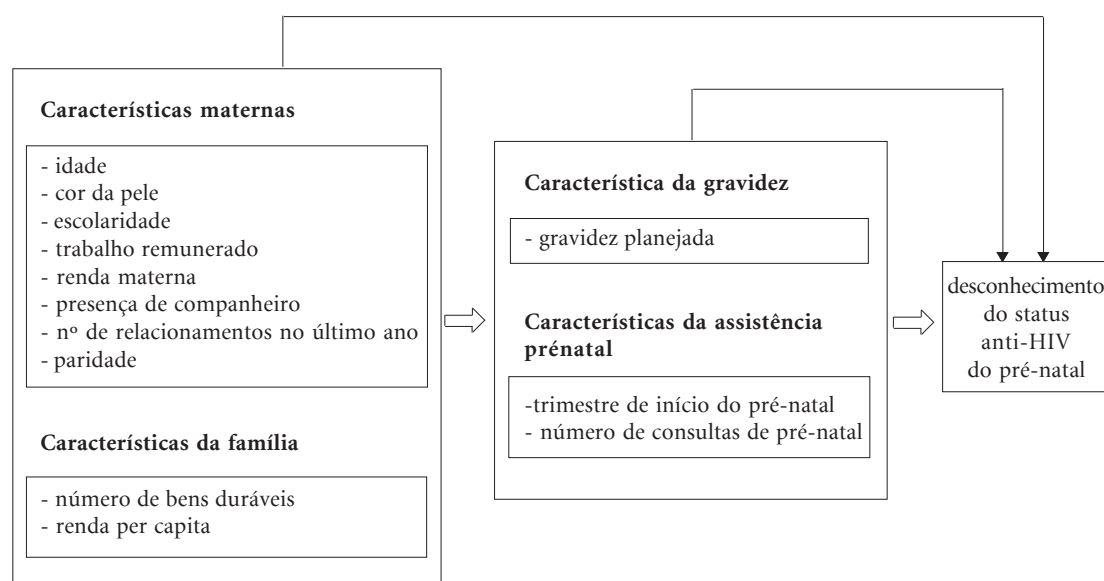 Características maternas
- idade
- cor da pele
- escolaridade
- trabalho remunerado
- renda materna
- presença de companheiro
- nº de relacionamentos no último ano
- paridade
Características da família
- número de bens duráveis
- renda per capita
Característica da gravidez
- gravidez planejada
Características da assistência
prénatal
-trimestre de início do pré-natal
- número de consultas de pré-natal
desconhecimento
do status
anti-HIV
do pré-natal